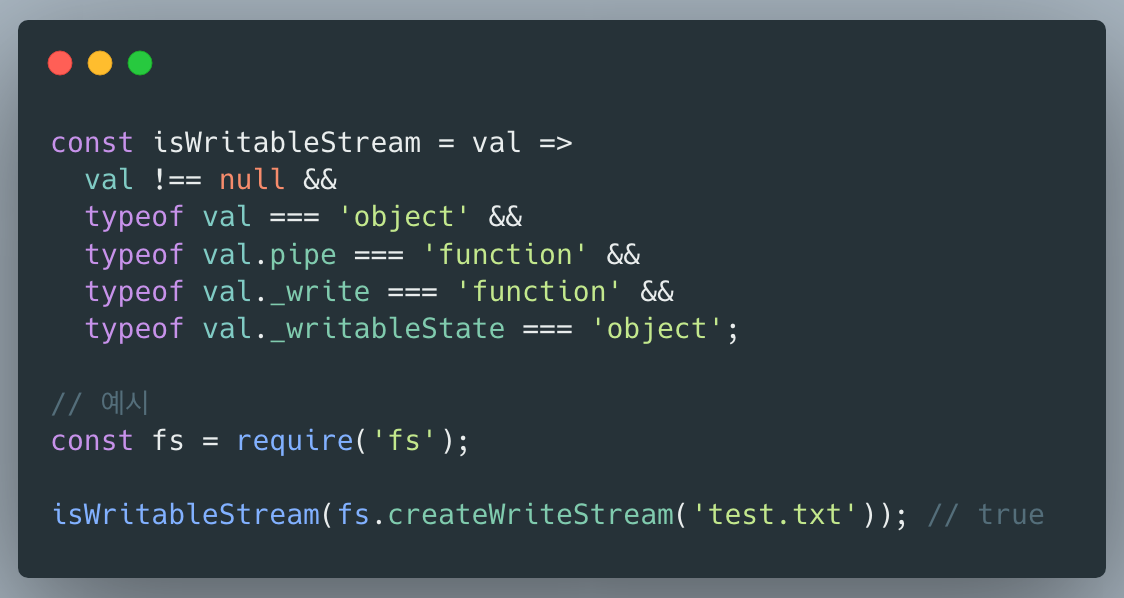 const isWritableStream = val =>
  val !== null &&
  typeof val === 'object' &&
  typeof val.pipe === 'function' &&
  typeof val._write === 'function' &&
  typeof val._writableState === 'object';

// 예시
const fs = require('fs');

isWritableStream(fs.createWriteStream('test.txt')); // true